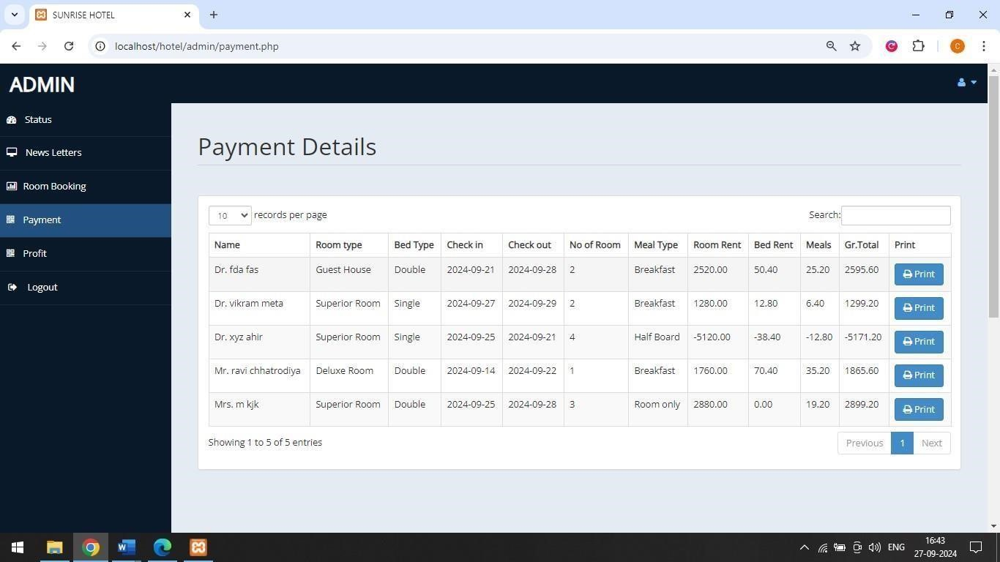 SUNRISE HOTEL
localhost/hotel/admin/payment.php
C
ADMIN
Status
News Letters
Room Booking
Payment
Profit
Logout
Payment Details
10 records per page Search:
Name Room type Bed Type Check in Check out No of Room Meal Type Room Rent Bed Rent Meals Gr.Total Print
Dr. fda fas Guest House Double 2024-09-21 2024-09-28 2 Breakfast 2520.00 50.40 25.20 2595.60 Print
Dr. vikram meta Superior Room Single 2024-09-27 2024-09-29 2 Breakfast 1280.00 12.80 6.40 1299.20 Print
Dr. xyz ahir Superior Room Single 2024-09-25 2024-09-21 4 Half Board -5120.00 -38.40 -12.80 -5171.20 Print
Mr. ravi chhatrodiya Deluxe Room Double 2024-09-14 2024-09-22 1 Breakfast 1760.00 70.40 35.20 1865.60 Print
Mrs. m kjk Superior Room Double 2024-09-25 2024-09-28 3 Room only 2880.00 0.00 19.20 2899.20 Print
Showing 1 to 5 of 5 entries Previous 1 Next
ENG 16:43
27-09-2024